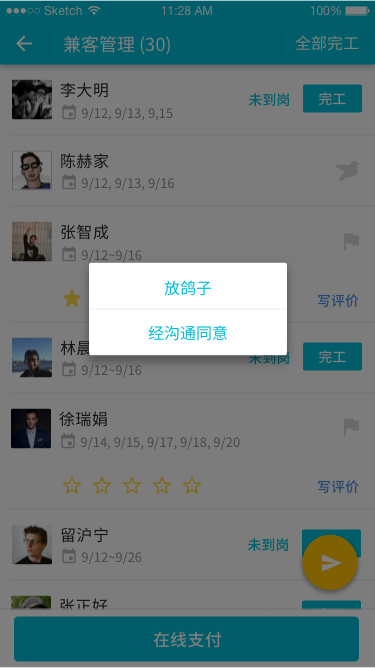 Sketch 11:28 AM 100%
兼客管理 (30) 全部完工
李大明
9/12, 9/13, 9,15
未到岗 完工
陈赫家
9/12, 9/13, 9/16
张智成
9/12~9/16
写评价
放鸽子
经沟通同意
林晨
9/12~9/16
未到岗 完工
徐瑞娟
9/14, 9/15, 9/17, 9/18, 9/20
写评价
留沪宁
9/12~9/26
未到岗
张正好
在线支付